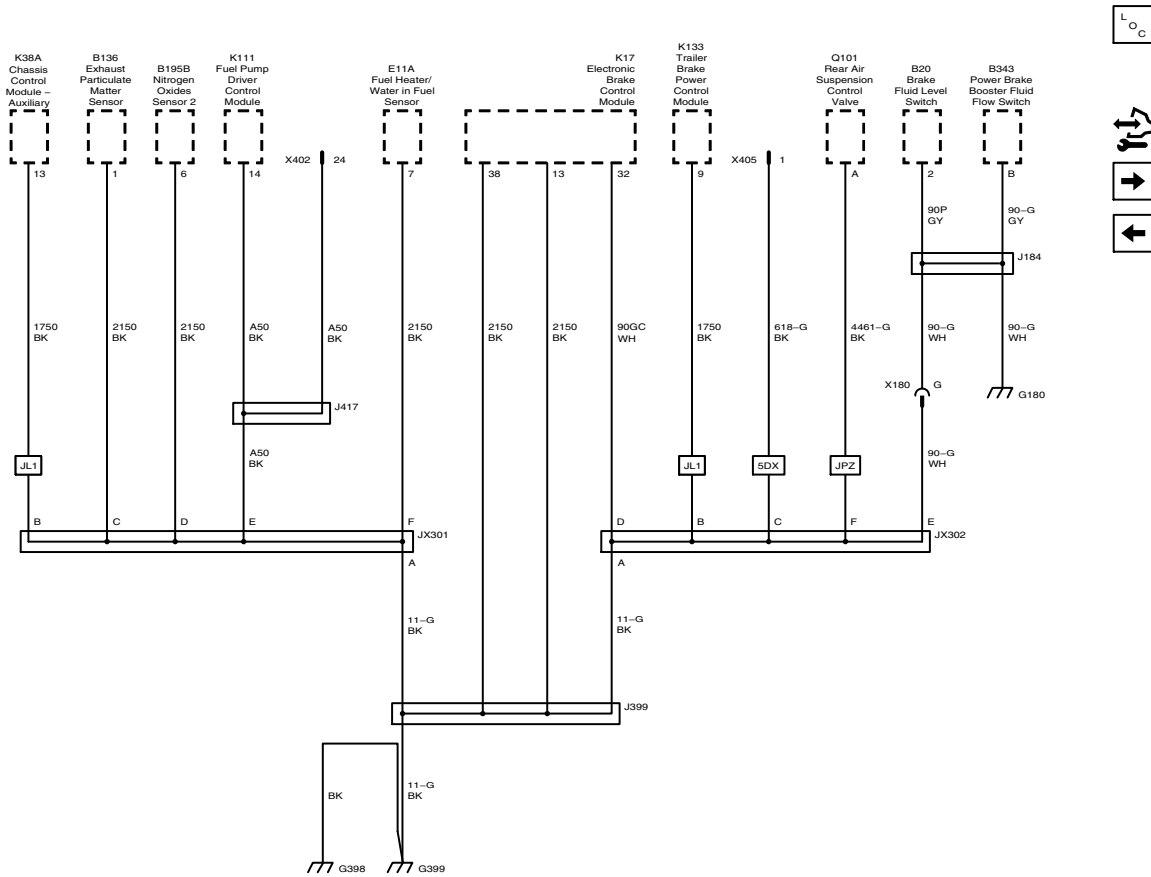 L
O
C
K38A
Chassis
Control
Module –
Auxiliary
B136
Exhaust
Particulate
Matter
Sensor
B195B
Nitrogen
Oxides
Sensor 2
K111
Fuel Pump
Driver
Control
Module
E11A
Fuel Heater/
Water in Fuel
Sensor
K17
Electronic
Brake
Control
Module
K133
Trailer
Brake
Power
Control
Module
Q101
Rear Air
Suspension
Control
Valve
B20
Brake
Fluid Level
Switch
B343
Power Brake
Booster Fluid
Flow Switch
X402 24
X405 1
13
1
6
14
7
38
13
32
9
A
2
B
90P
GY
90–G
GY
J184
1750
BK
2150
BK
2150
BK
A50
BK
A50
BK
2150
BK
2150
BK
2150
BK
90GC
WH
1750
BK
618–G
BK
4461–G
BK
90–G
WH
90–G
WH
X180 G
G180
J417
A50
BK
90–G
WH
JL1
JL1
5DX
JPZ
B
C
D
E
F
JX301
A
D
B
C
F
E
JX302
A
11–G
BK
11–G
BK
J399
BK
11–G
BK
G398
G399